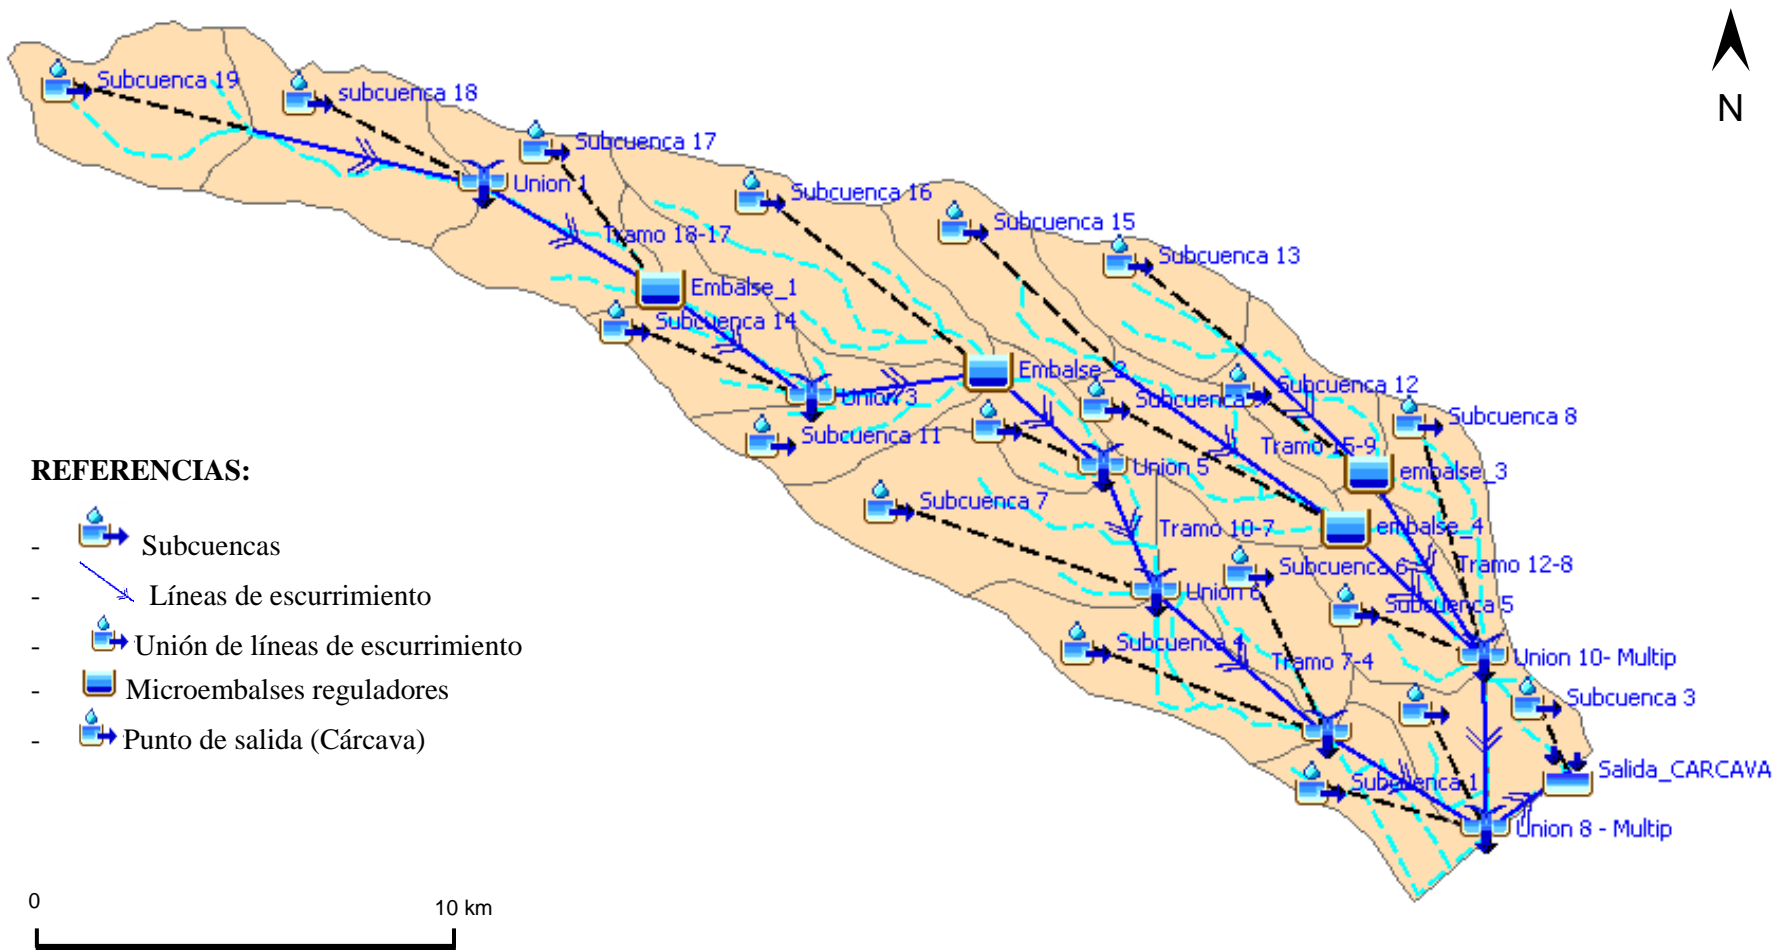 N
Subcuenca 19
subcuenca 18
Subcuenca 17
Union 1
Subcuenca 16
Subcuenca 15
Tramo 18-17
Subcuenca 13
Embalse_1
Subcuenca 14
Embalse_2
Subcuenca 12
Union 3
Subcuenca
Subcuenca 8
Subcuenca 11
Tramo 15-9
Union 5
embalse_3
Subcuenca 7
Tramo 10-7
embalse_4
Subcuenca 6
Tramo 12-8
Union 6
Subcuenca 5
Subcuenca 4
Tramo 7-4
Union 10- Multip
Subcuenca 3
Salida_CARCAVA
Subcuenca 1
Union 8 - Multip
REFERENCIAS:
- Subcuencas
- Líneas de escurrimiento
- Unión de líneas de escurrimiento
- Microembalses reguladores
- Punto de salida (Cárcava)
0
10 km